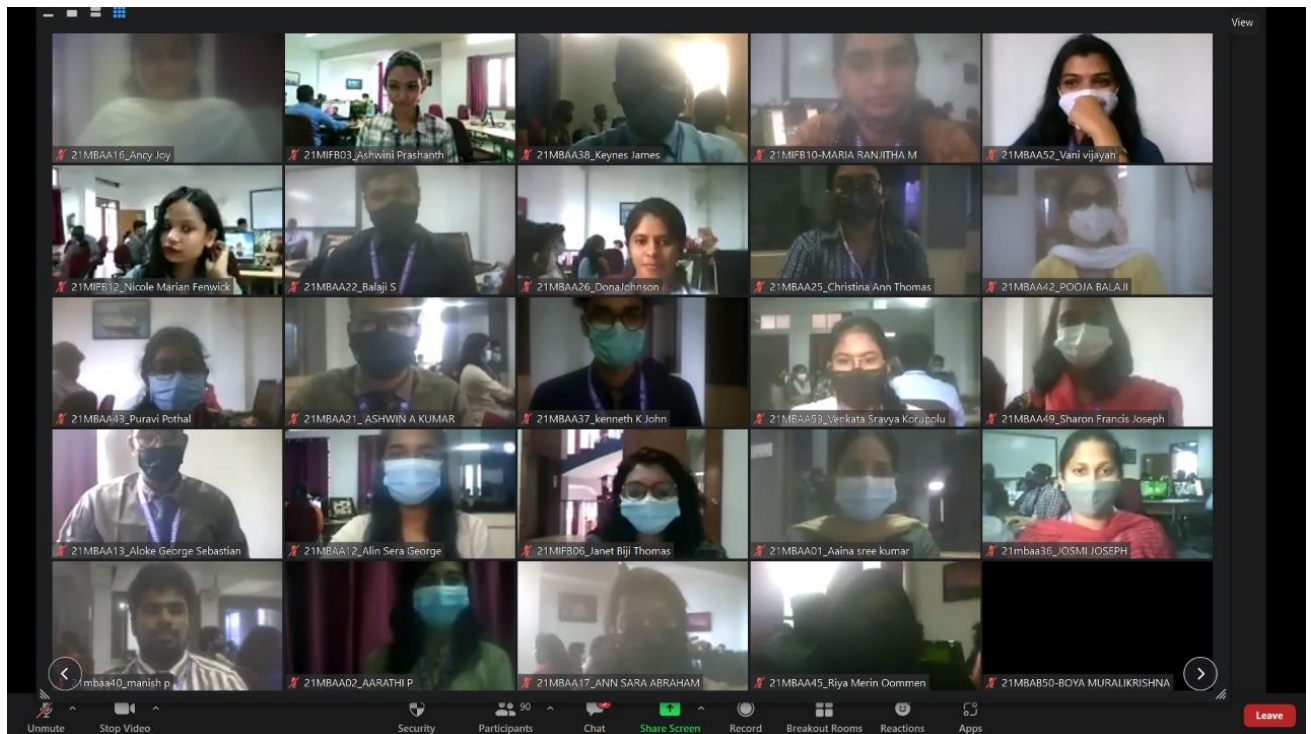 View
21MBAA16_Ancy Joy
21MIFB03_Ashwini Prashanth
21MBAA38_Keynes James
21MIFB10-MARIA RANJITHA M
21MBAA52_Vani vijayan
21MIFB12_Nicole Marian Fenwick
21MBAA22_Balaji S
21MBAA26_DonaJohnson
21MBAA25_Christina Ann Thomas
21MBAA42_POOJA BALAJI
21MBAA43_Puravi Pothal
21MBAA21_ ASHWIN A KUMAR
21MBAA37_kenneth K John
21MBAA53_Venkata Sravya Korupolu
21MBAA49_Sharon Francis Joseph
21MBAA13_Aloke George Sebastian
21MBAA12_Alin Sera George
21MIFB06_Janet Biji Thomas
21MBAA01_Aaina sree kumar
21mbaa36_JOSMI JOSEPH
21mbaa40_manish p
21MBAA02_AARATHI P
21MBAA17_ANN SARA ABRAHAM
21MBAA45_Riya Merin Oommen
21MBAB50-BOYA MURALIKRISHNA
90
Unmute Stop Video Security Participants Chat Share Screen Record Breakout Rooms Reactions Apps Leave